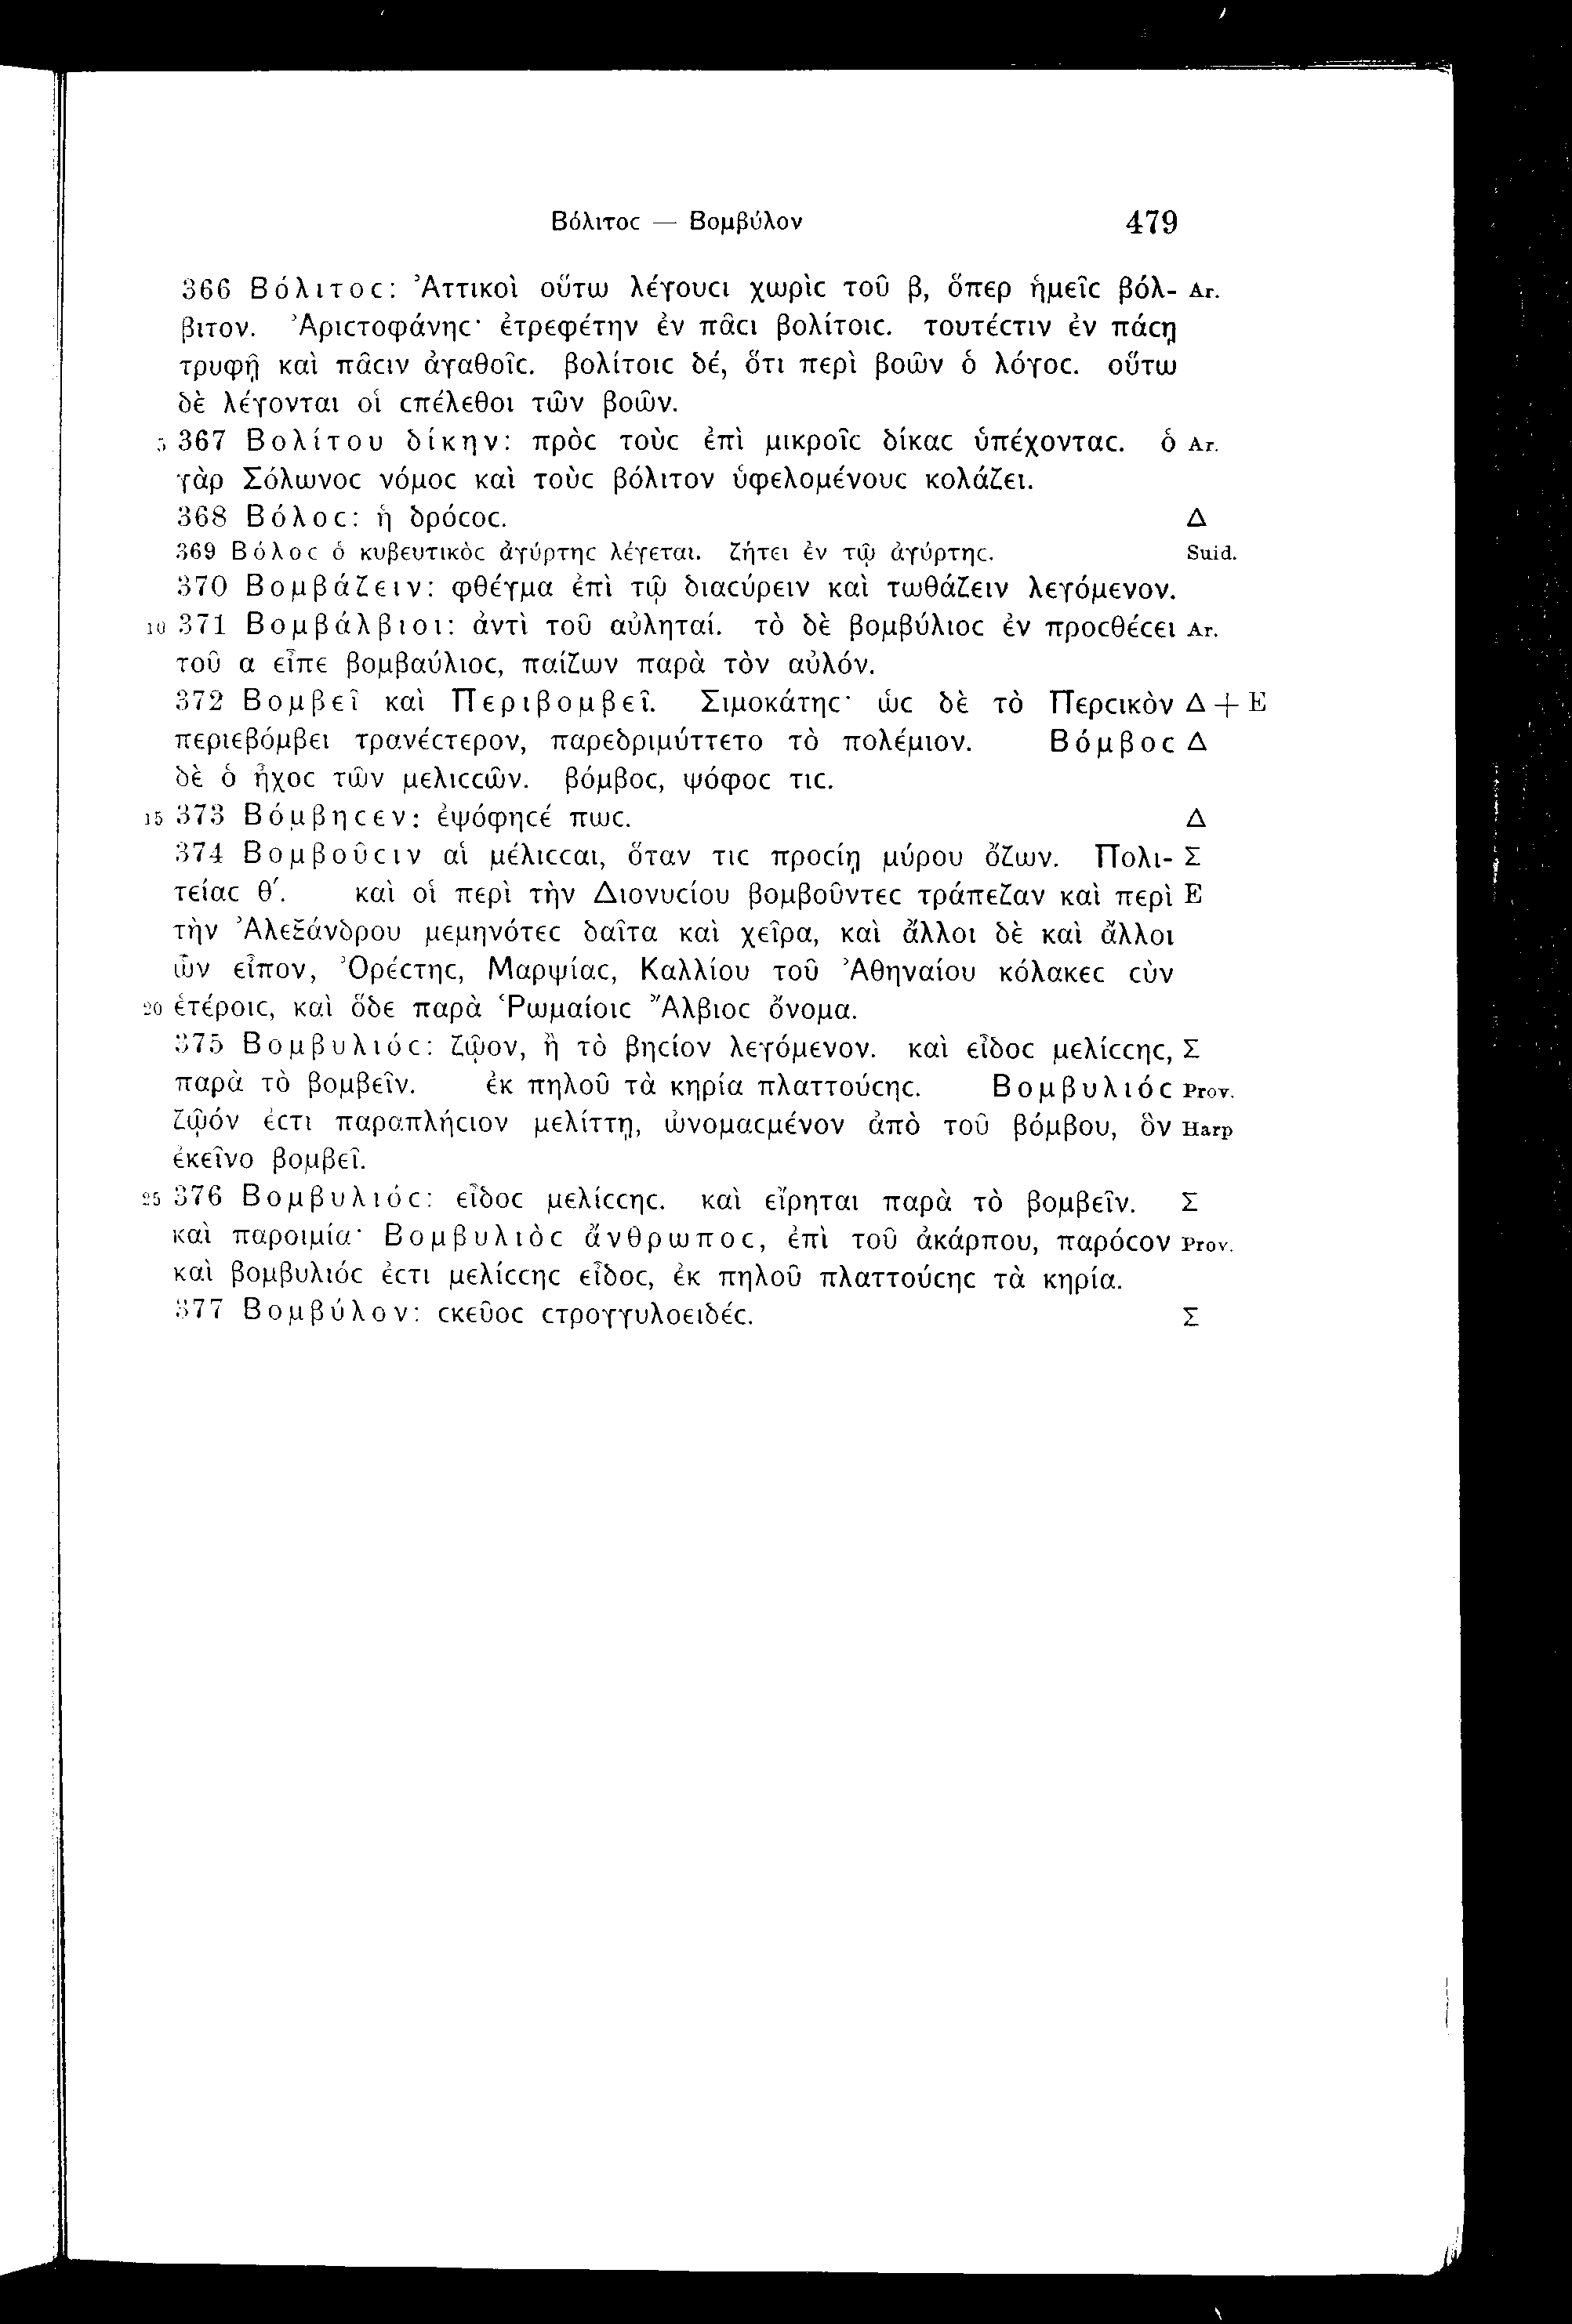 Βόλιτοϲ — Βομβύλον 479
366 Βόλιτοϲ: Ἀττικοὶ οὕτω λέγουϲι χωρὶϲ τοῦ β, ὅπερ ἡμεῖϲ βόλ- Ar.
βιτον. Ἀριϲτοφάνηϲ· ἐτρεφέτην ἐν πᾶϲι βολίτοιϲ. τουτέϲτιν ἐν πάϲῃ
τρυφῇ καὶ πᾶϲιν ἀγαθοῖϲ. βολίτοιϲ δέ, ὅτι περὶ βοῶν ὁ λόγοϲ. οὕτω
δὲ λέγονται οἱ ϲπέλεθοι τῶν βοῶν.
5 367 Βολίτου δίκην: πρὸϲ τοὺϲ ἐπὶ μικροῖϲ δίκαϲ ὑπέχονταϲ. ὁ Ar.
γὰρ Σόλωνοϲ νόμοϲ καὶ τοὺϲ βόλιτον ὑφελομένουϲ κολάζει.
368 Βόλοϲ: ἡ δρόϲοϲ. Δ
369 Βόλοϲ ὁ κυβευτικὸϲ ἀγύρτηϲ λέγεται. ζήτει ἐν τῷ ἀγύρτηϲ. Suid.
370 Βομβάζειν: φθέγμα ἐπὶ τῷ διαϲύρειν καὶ τωθάζειν λεγόμενον.
10 371 Βομβάλβιοι: ἀντὶ τοῦ αὐληταί. τὸ δὲ βομβύλιοϲ ἐν προϲθέϲει Ar.
τοῦ α εἶπε βομβαύλιοϲ, παίζων παρὰ τὸν αὐλόν.
372 Βομβεῖ καὶ Περιβομβεῖ. Σιμοκάτηϲ· ὡϲ δὲ τὸ Περϲικὸν Δ + E
περιεβόμβει τρανέϲτερον, παρεδριμύττετο τὸ πολέμιον. Βόμβοϲ Δ
δὲ ὁ ἦχοϲ τῶν μελιϲϲῶν. βόμβοϲ, ψόφοϲ τιϲ.
15 373 Βόμβηϲεν: ἐψόφηϲέ πωϲ. Δ
374 Βομβοῦϲιν αἱ μέλιϲϲαι, ὅταν τιϲ προϲίῃ μύρου ὄζων. Πολι- Σ
τείαϲ θ′. καὶ οἱ περὶ τὴν Διονυϲίου βομβοῦντεϲ τράπεζαν καὶ περὶ E
τὴν Ἀλεξάνδρου μεμηνότεϲ δαῖτα καὶ χεῖρα, καὶ ἄλλοι δὲ καὶ ἄλλοι
ὧν εἶπον, Ὀρέϲτηϲ, Μαρψίαϲ, Καλλίου τοῦ Ἀθηναίου κόλακεϲ ϲὺν
20 ἑτέροιϲ, καὶ ὅδε παρὰ Ῥωμαίοιϲ Ἄλβιοϲ ὄνομα.
375 Βομβυλιόϲ: ζῷον, ἢ τὸ βηϲίον λεγόμενον. καὶ εἶδοϲ μελίϲϲηϲ, Σ
παρὰ τὸ βομβεῖν. ἐκ πηλοῦ τὰ κηρία πλαττούϲηϲ. Βομβυλιόϲ Prov.
ζῷόν ἐϲτι παραπλήϲιον μελίττῃ, ὠνομαϲμένον ἀπὸ τοῦ βόμβου, ὃν Harp
ἐκεῖνο βομβεῖ.
25 376 Βομβυλιόϲ: εἶδοϲ μελίϲϲηϲ. καὶ εἴρηται παρὰ τὸ βομβεῖν. Σ
καὶ παροιμία· Βομβυλιὸϲ ἄνθρωποϲ, ἐπὶ τοῦ ἀκάρπου, παρόϲον Prov.
καὶ βομβυλιόϲ ἐϲτι μελίϲϲηϲ εἶδοϲ, ἐκ πηλοῦ πλαττούϲηϲ τὰ κηρία.
377 Βομβύλον: ϲκεῦοϲ ϲτρογγυλοειδέϲ. Σ